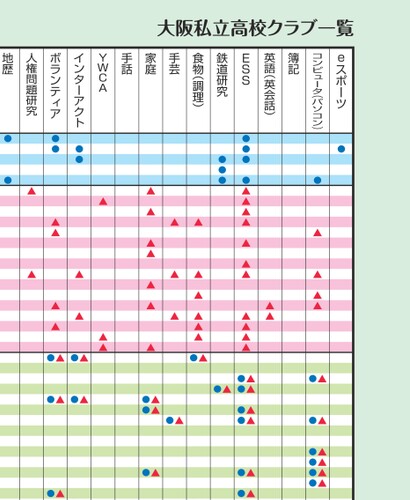 大阪私立高校クラブ一覧
地歴
人権問題研究
ボランティア
インターアクト
YWCA
手話
家庭
手芸
食物(調理)
鉄道研究
ESS
英語(英会話)
簿記
コンピュータ(パソコン)
eスポーツ